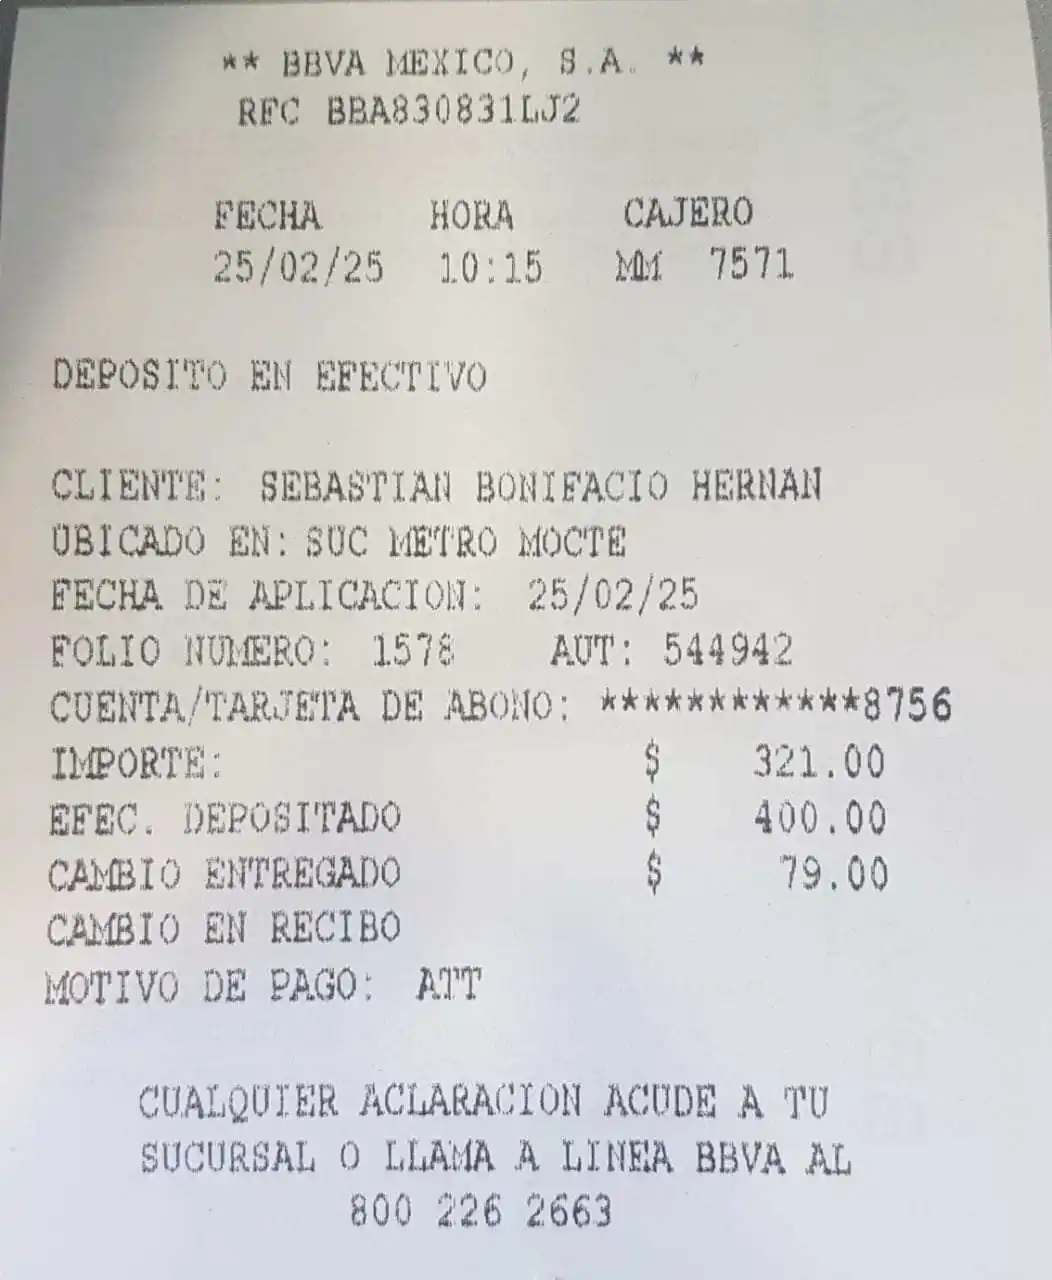 ** BBVA MEXICO, S.A. **
RFC BBA830831LJ2
FECHA HORA CAJERO
25/02/25 10:15 MM 7571
DEPOSITO EN EFECTIVO
CLIENTE: SEBASTIAN BONIFACIO HERNAN
UBICADO EN: SUC METRO MOCTE
FECHA DE APLICACION: 25/02/25
FOLIO NUMERO: 1578 AUT: 544942
CUENTA/TARJETA DE ABONO: ************8756
IMPORTE: $ 321.00
EFEC. DEPOSITADO $ 400.00
CAMBIO ENTREGADO $ 79.00
CAMBIO EN RECIBO
MOTIVO DE PAGO: ATT
CUALQUIER ACLARACION ACUDE A TU
SUCURSAL O LLAMA A LINEA BBVA AL
800 226 2663